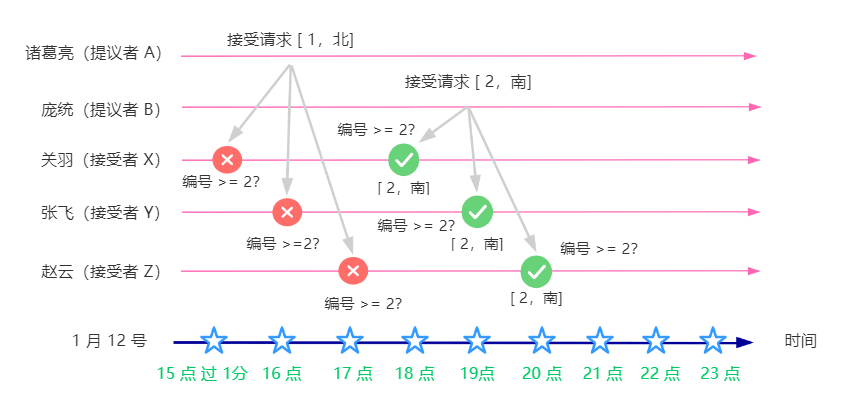 接受请求 [ 1，北]
诸葛亮（提议者 A）
接受请求 [ 2，南]
庞统（提议者 B）
编号 >= 2?
关羽（接受者 X）
编号 >= 2?
[ 2，南]
张飞（接受者 Y）
编号 >= 2?
编号 >=2?
[ 2，南]
编号 >= 2?
赵云（接受者 Z）
[ 2，南]
编号 >= 2?
1 月 12 号
时间
15 点 过 1分 16 点 17 点 18 点 19点 20 点 21 点 22 点 23 点